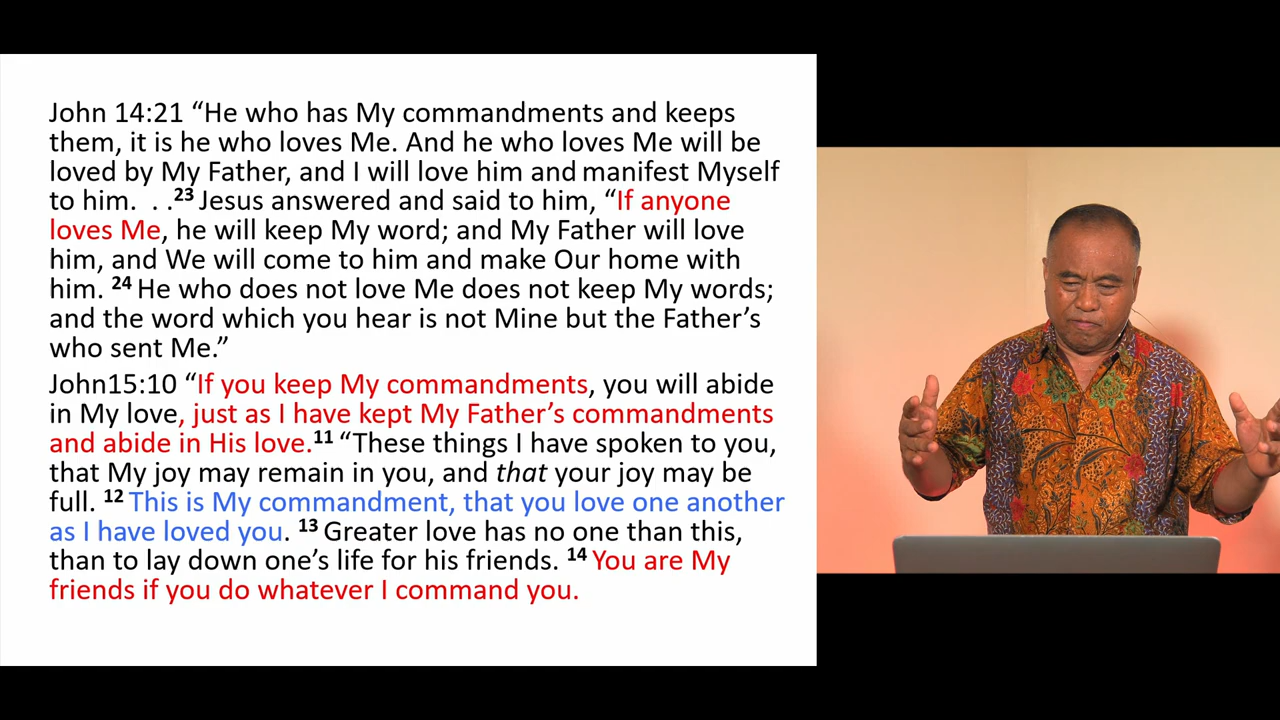 John 14:21 “He who has My commandments and keeps
them, it is he who loves Me. And he who loves Me will be
loved by My Father, and I will love him and manifest Myself
to him.  . .23 Jesus answered and said to him, “If anyone
loves Me, he will keep My word; and My Father will love
him, and We will come to him and make Our home with
him. 24 He who does not love Me does not keep My words;
and the word which you hear is not Mine but the Father’s
who sent Me.”
John15:10 “If you keep My commandments, you will abide
in My love, just as I have kept My Father’s commandments
and abide in His love.11 “These things I have spoken to you,
that My joy may remain in you, and that your joy may be
full. 12 This is My commandment, that you love one another
as I have loved you. 13 Greater love has no one than this,
than to lay down one’s life for his friends. 14 You are My
friends if you do whatever I command you.